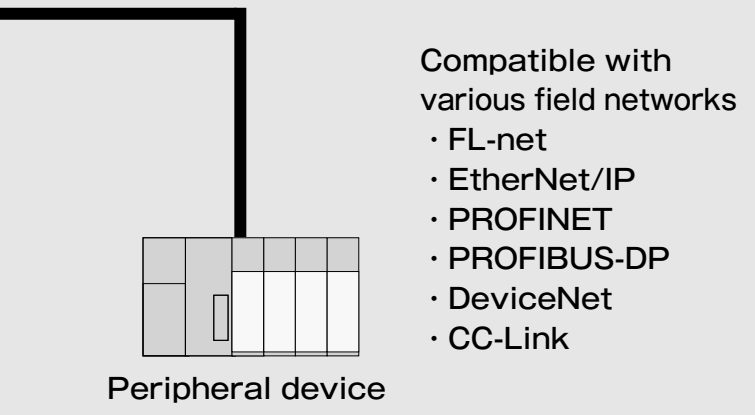 Compatible with
various field networks
・FL-net
・EtherNet/IP
・PROFINET
・PROFIBUS-DP
・DeviceNet
・CC-Link
Peripheral device